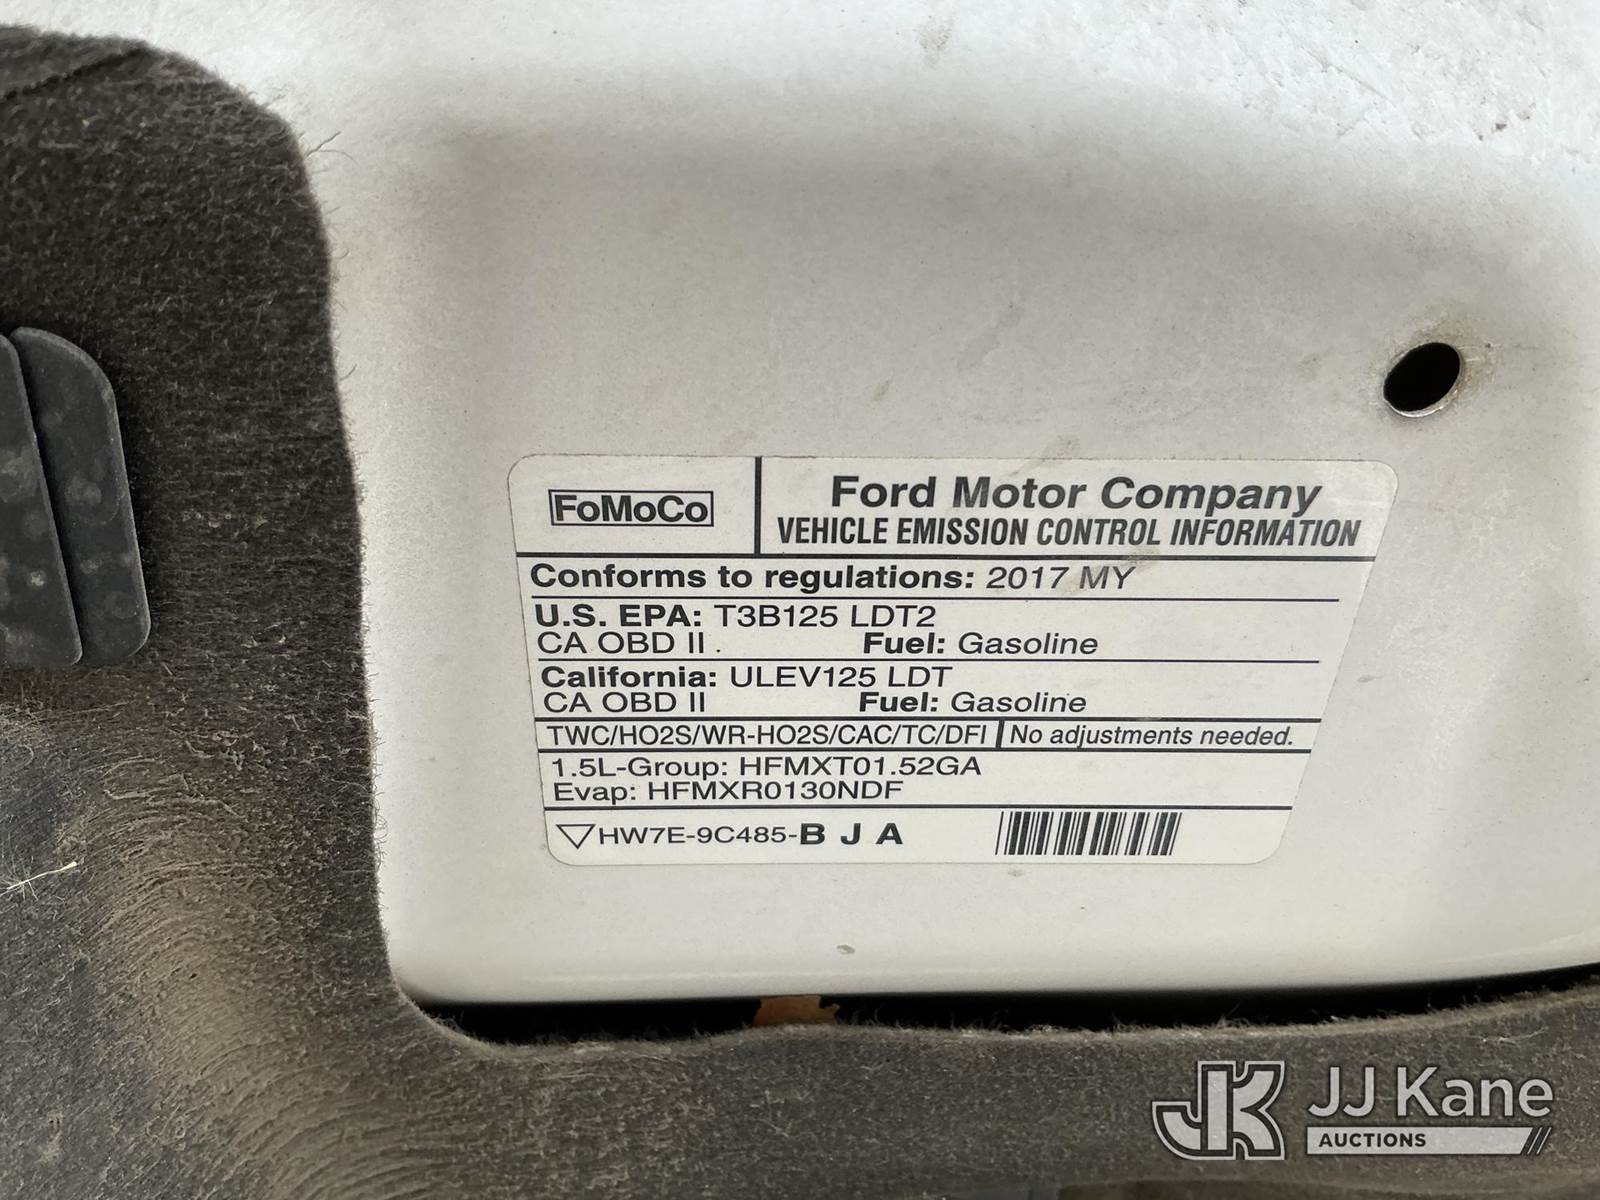 FoMoCo
Ford Motor Company
VEHICLE EMISSION CONTROL INFORMATION
Conforms to regulations: 2017 MY
U.S. EPA: T3B125 LDT2
CA OBD II. Fuel: Gasoline
California: ULEV125 LDT
CA OBD II Fuel: Gasoline
TWC/HO2S/WR-HO2S/CAC/TC/DFI No adjustments needed.
1.5L-Group: HFMXT01.52GA
Evap: HFMXR0130NDF
HW7E-9C485-B J A
JK JJ Kane
AUCTIONS